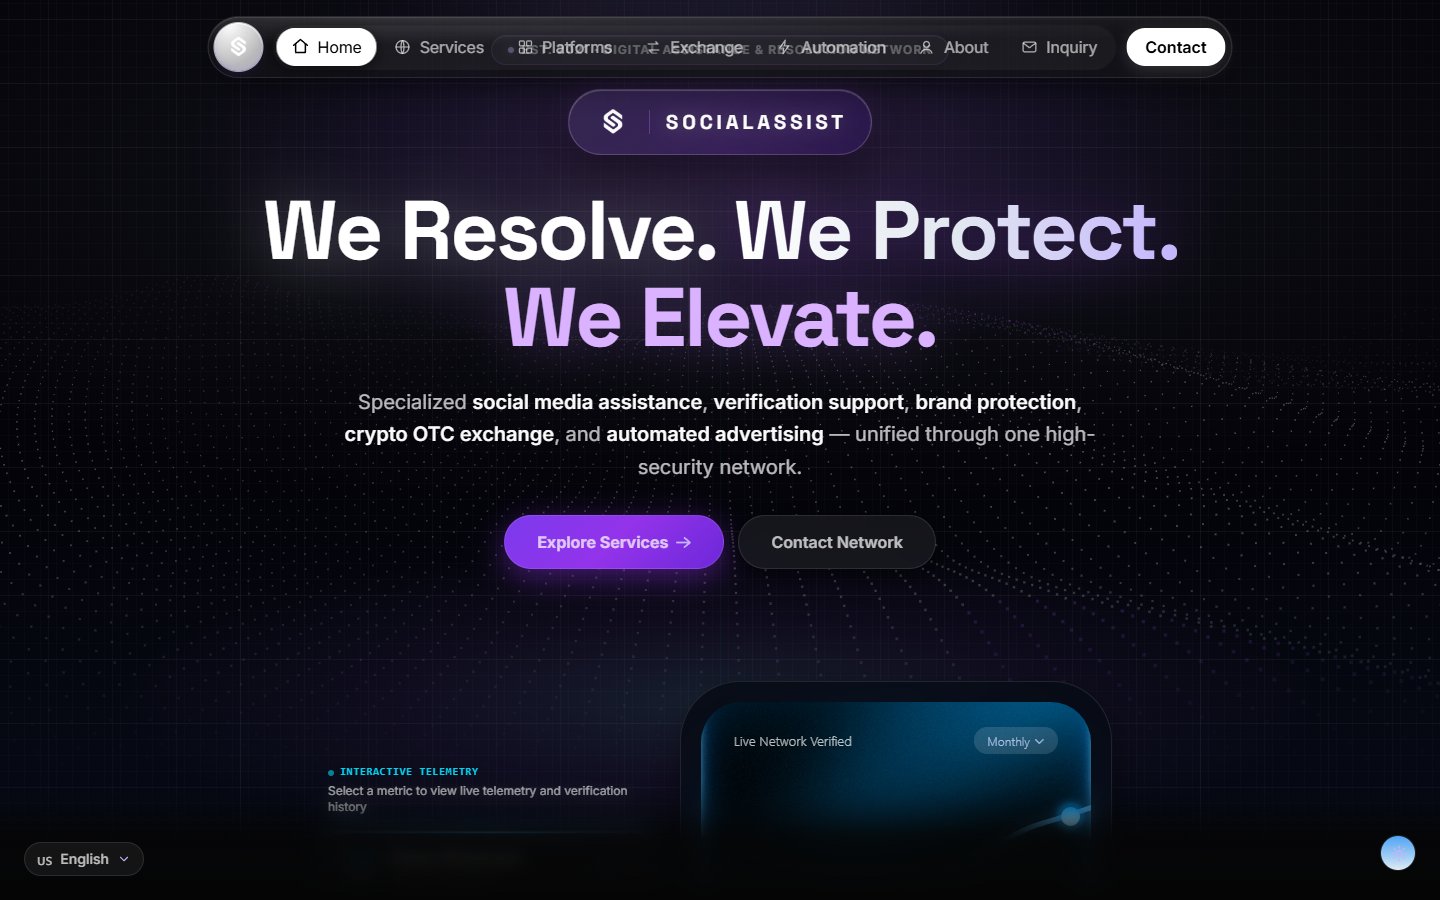 Home
Services
Platforms
Exchange
Automation
About
Inquiry
Contact
SOCIALASSIST
We Resolve. We Protect.
We Elevate.
Specialized social media assistance, verification support, brand protection,
crypto OTC exchange, and automated advertising — unified through one high-
security network.
Explore Services →
Contact Network
Live Network Verified
Monthly
INTERACTIVE TELEMETRY
Select a metric to view live telemetry and verification
history
US English